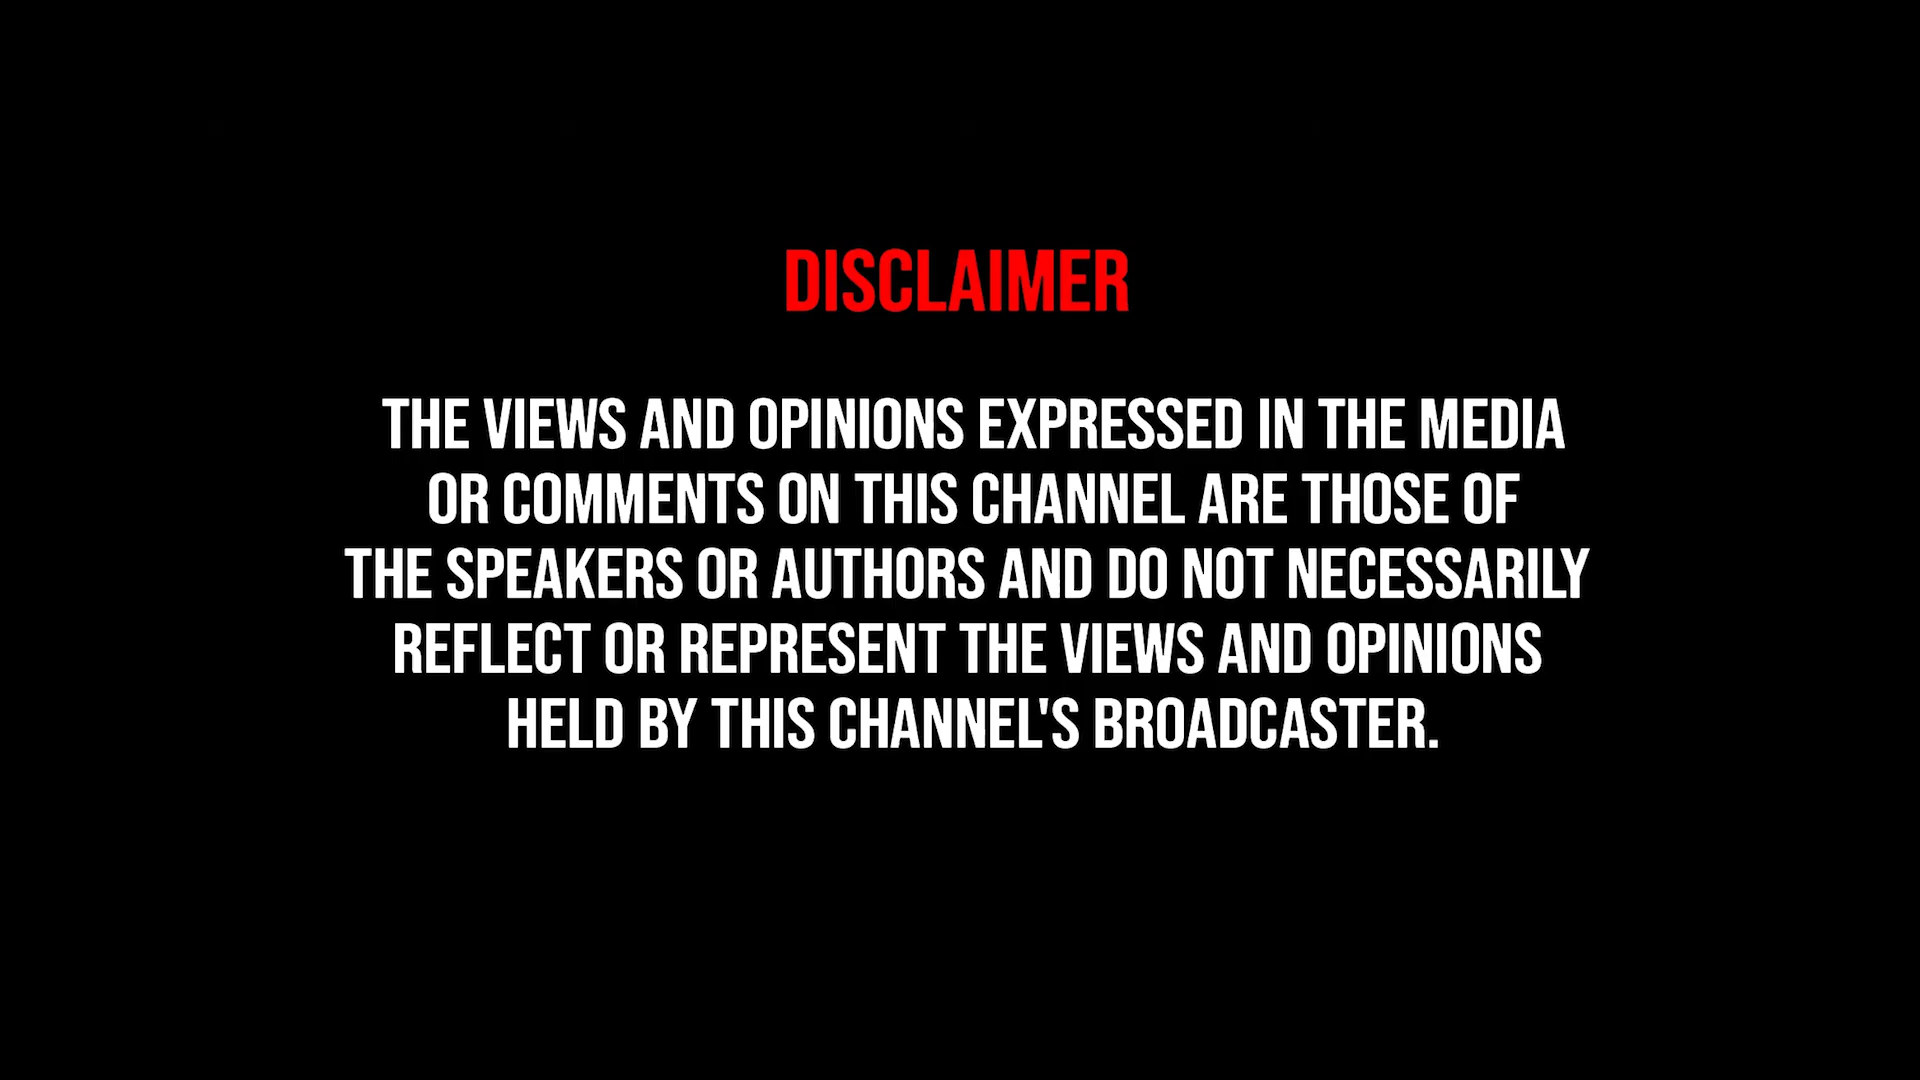 DISCLAIMER
THE VIEWS AND OPINIONS EXPRESSED IN THE MEDIA
OR COMMENTS ON THIS CHANNEL ARE THOSE OF
THE SPEAKERS OR AUTHORS AND DO NOT NECESSARILY
REFLECT OR REPRESENT THE VIEWS AND OPINIONS
HELD BY THIS CHANNEL'S BROADCASTER.